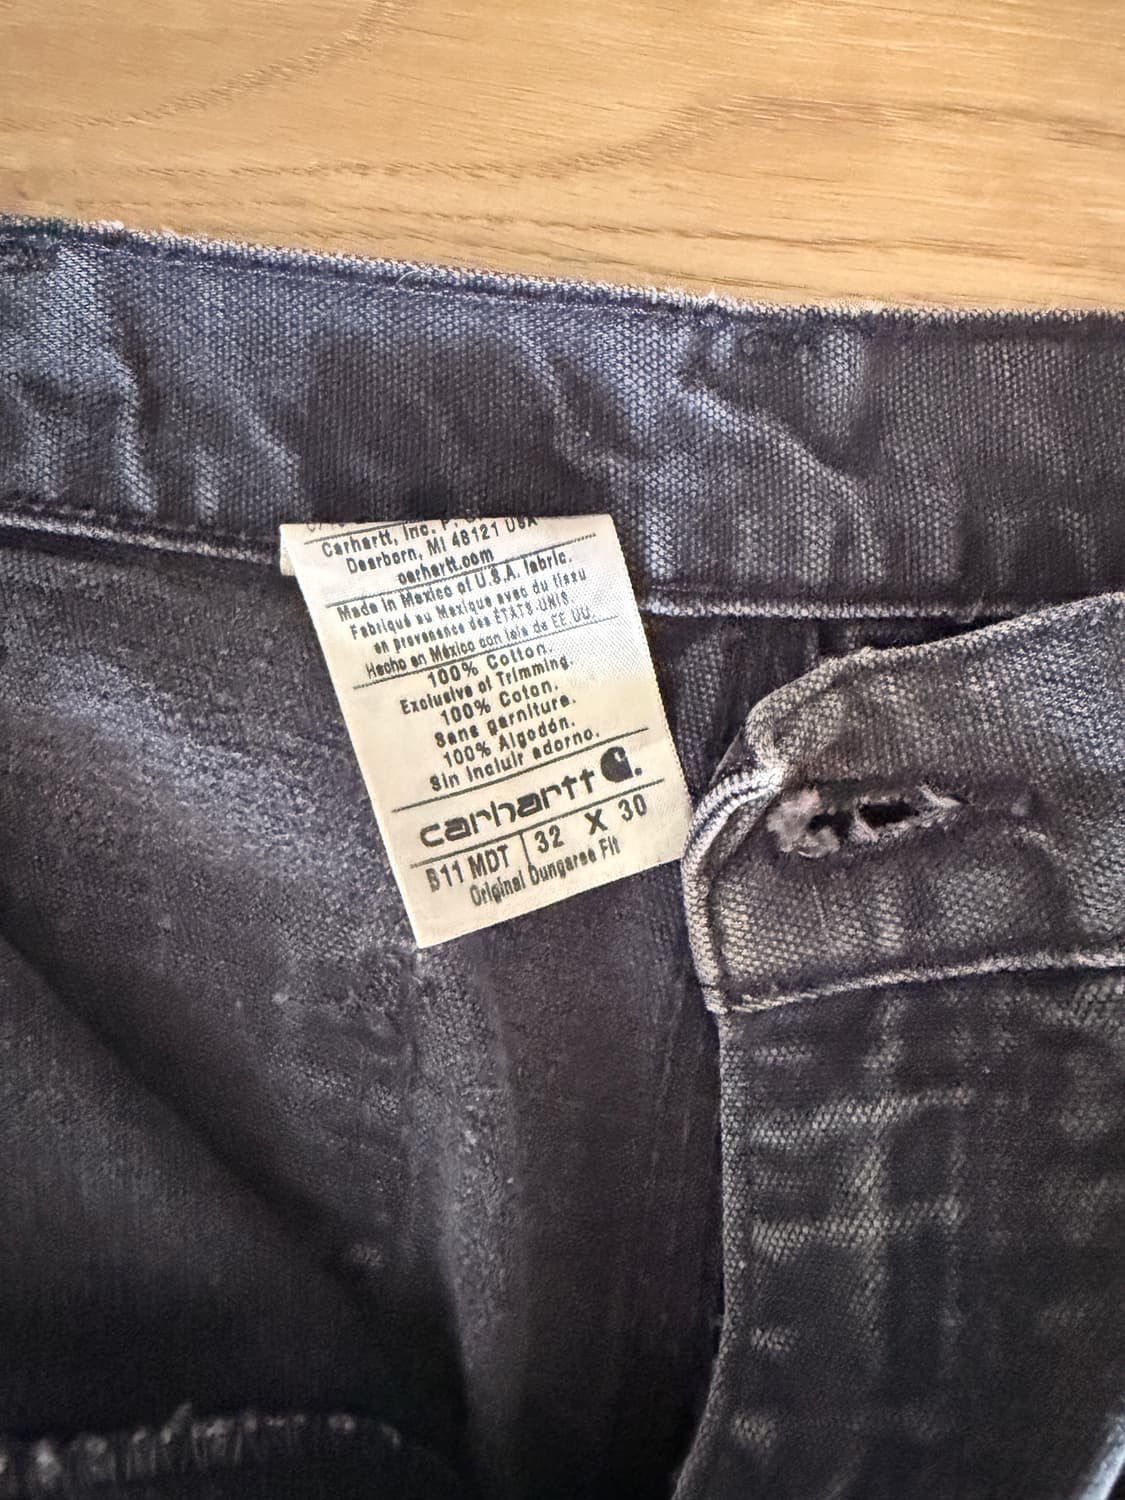 Carhartt, Inc. P.
Dearborn, MI 48121 USA
carhartt.com
Made in Mexico of U.S.A. fabric.
Fabriqué au Mexique avec du tissu
en provenance des ÉTATS-UNIS
Hecho en México con tela de EE.UU.
100% Cotton.
Exclusive of Trimming.
100% Coton.
Sans garniture.
100% Algodón.
Sin incluir adorno.
carhartt
B11 MDT 32 X 30
Original Dungaree Fit